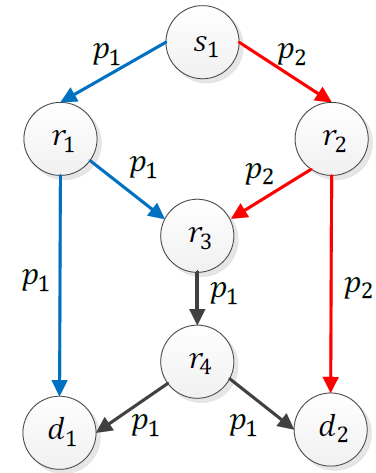 s₁
p₁ p₂
r₁ r₂
p₁ p₂
r₃
p₁ p₁ p₂
r₄
p₁ p₁
d₁ d₂